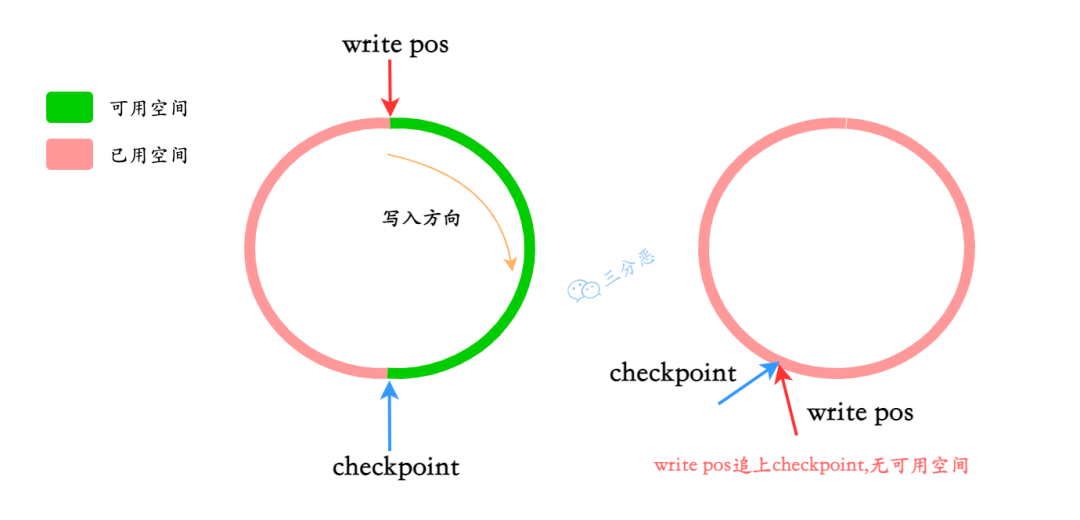 write pos
可用空间
已用空间
写入方向
三分恶
checkpoint
checkpoint
write pos
write pos追上checkpoint,无可用空间